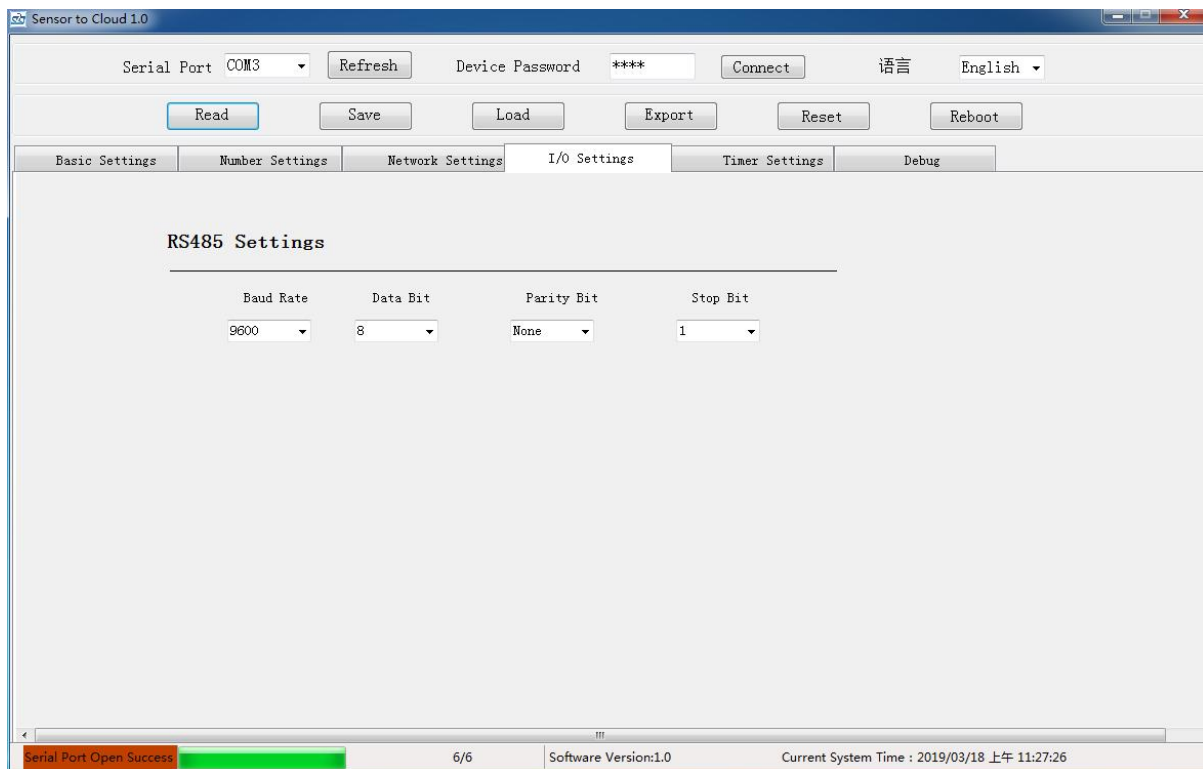 Sensor to Cloud 1.0
Serial Port COM3 Refresh Device Password **** Connect 语言 English
Read Save Load Export Reset Reboot
Basic Settings Number Settings Network Settings I/O Settings Timer Settings Debug
RS485 Settings
Baud Rate Data Bit Parity Bit Stop Bit
9600 8 None 1
Serial Port Open Success 6/6 Software Version:1.0 Current System Time : 2019/03/18 上午 11:27:26